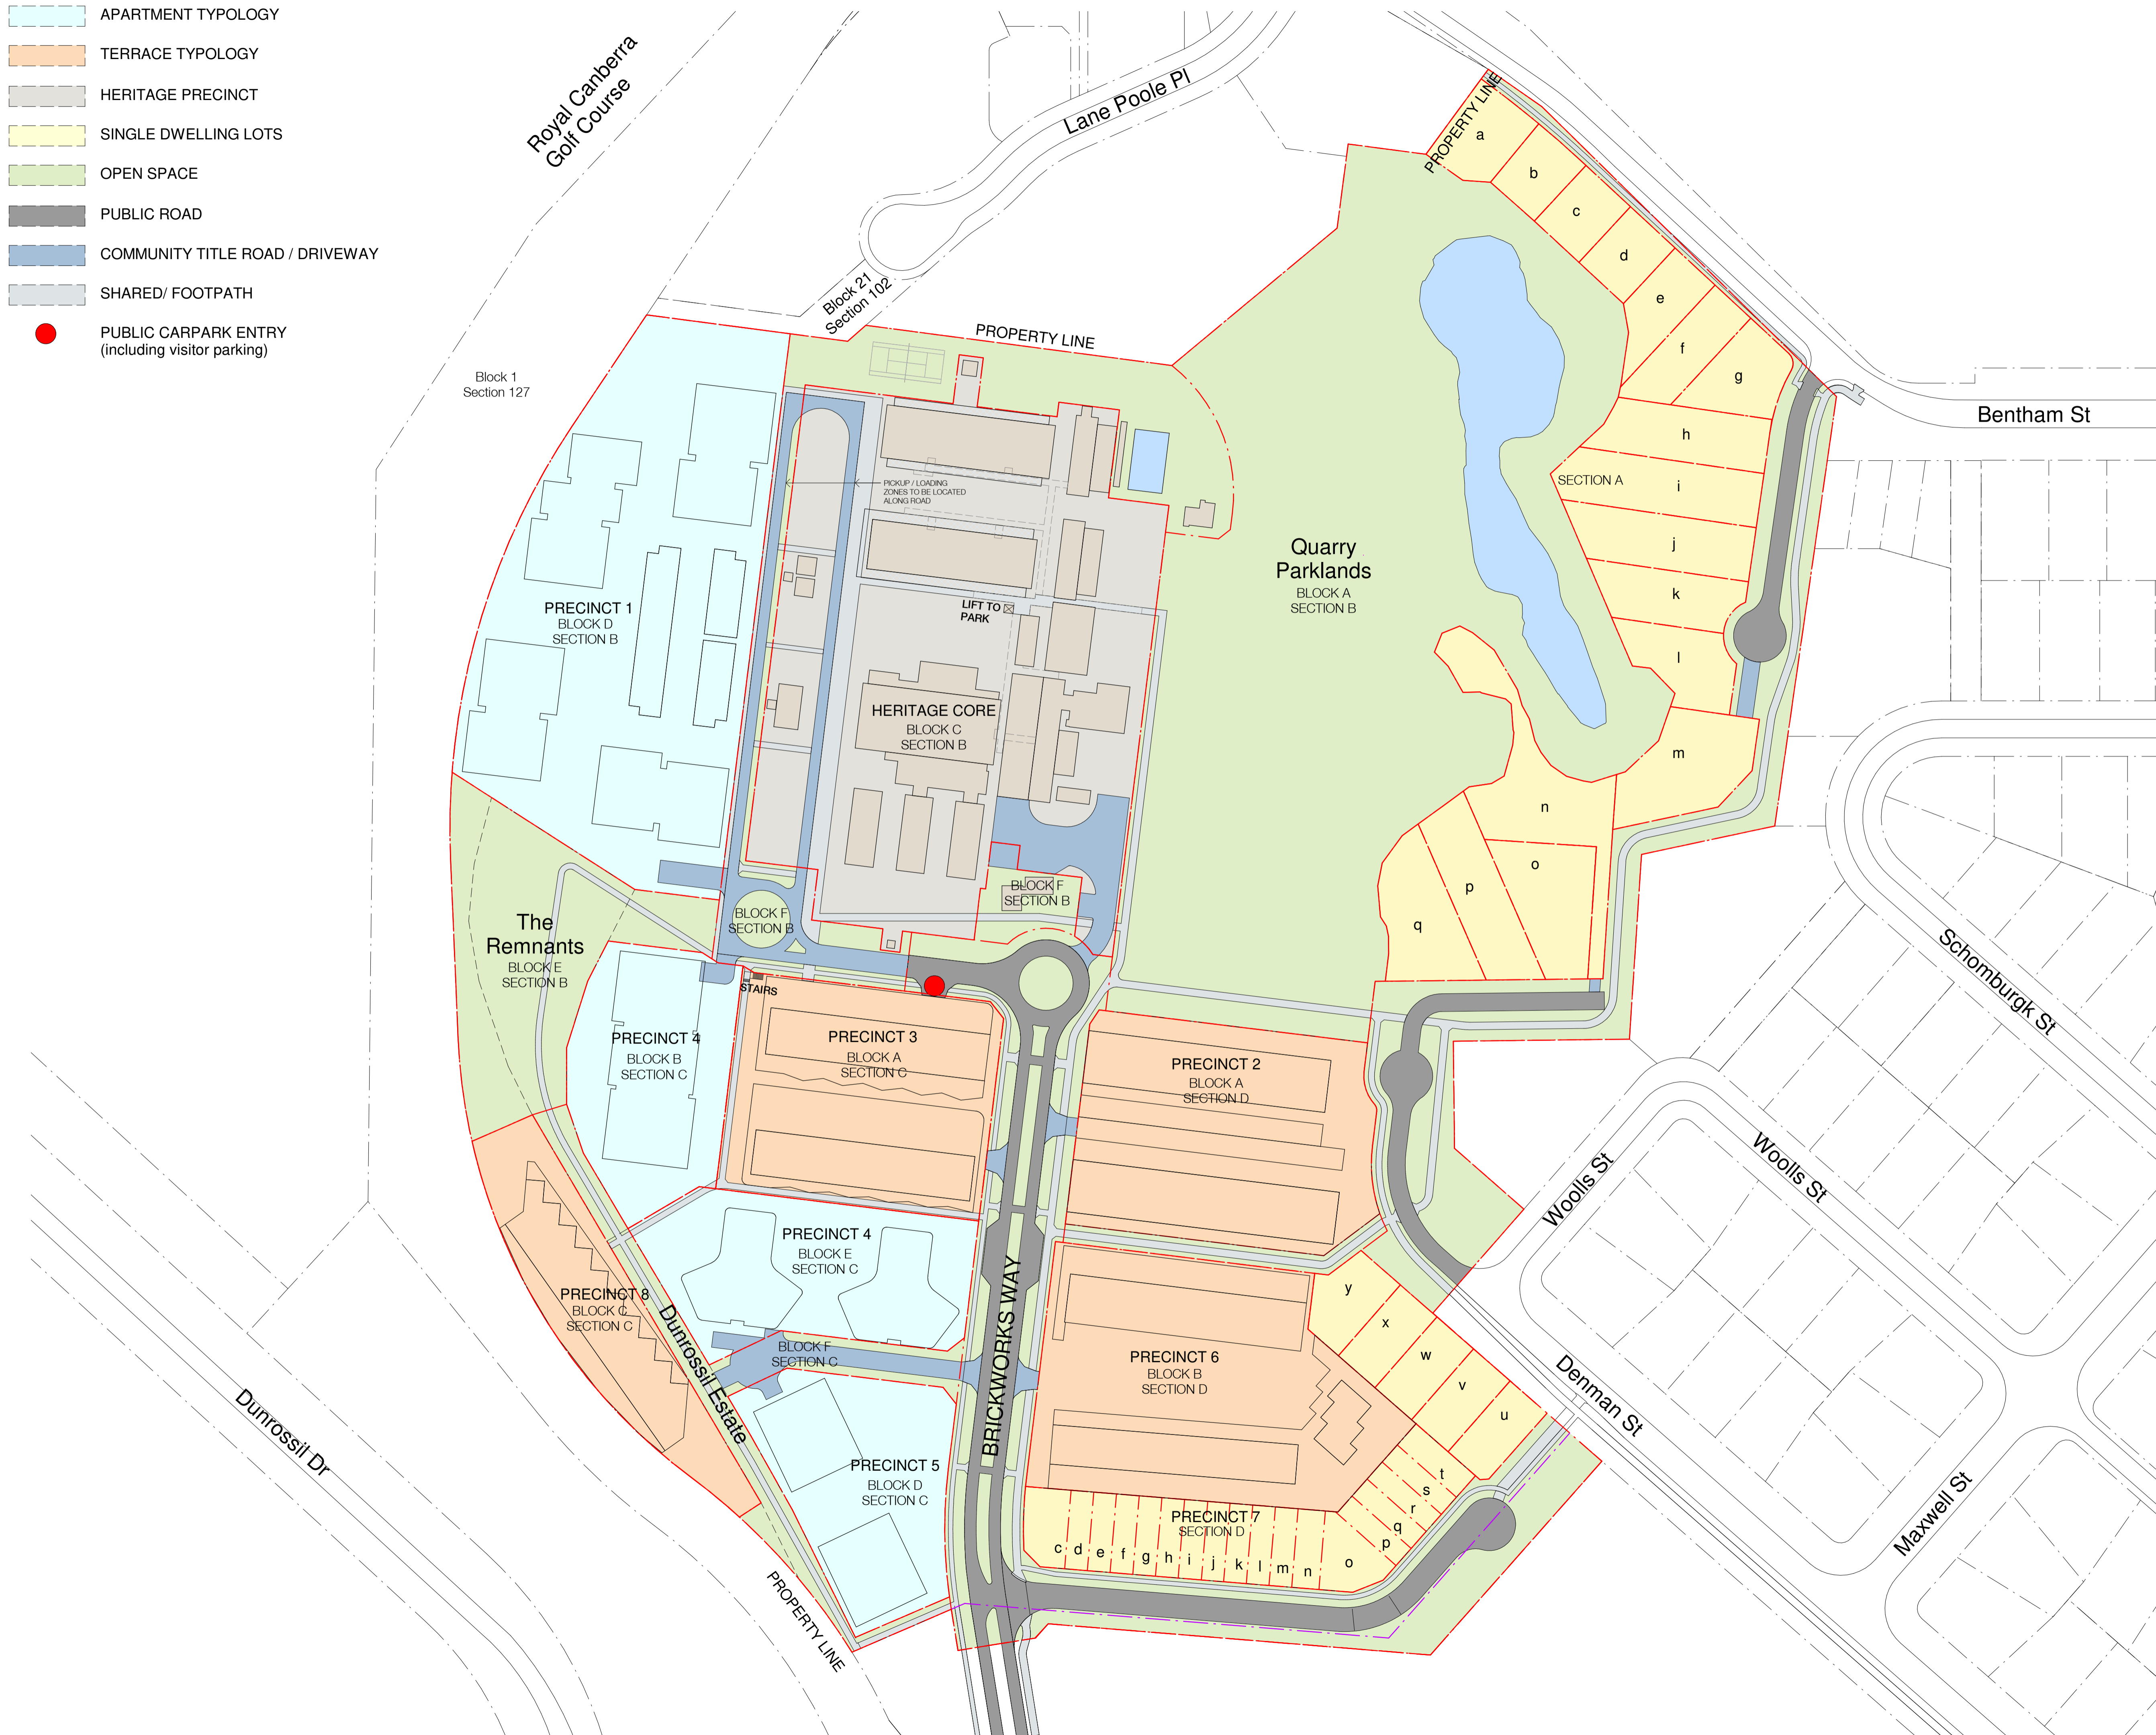 APARTMENT TYPOLOGY
TERRACE TYPOLOGY
HERITAGE PRECINCT
SINGLE DWELLING LOTS
OPEN SPACE
PUBLIC ROAD
COMMUNITY TITLE ROAD / DRIVEWAY
SHARED/ FOOTPATH
PUBLIC CARPARK ENTRY
(including visitor parking)
Royal Canberra
Golf Course
Lane Poole Pl
Block 21
Section 102
PROPERTY LINE
PROPERTY LINE
Block 1
Section 127
a
b
c
d
e
f
g
h
SECTION A
i
j
k
l
m
n
o
p
q
Bentham St
PICKUP / LOADING
ZONES TO BE LOCATED
ALONG ROAD
Quarry
Parklands
BLOCK A
SECTION B
PRECINCT 1
BLOCK D
SECTION B
LIFT TO
PARK
HERITAGE CORE
BLOCK C
SECTION B
BLOCK F
SECTION B
BLOCK F
SECTION B
The
Remnants
BLOCK E
SECTION B
STAIRS
PRECINCT 4
BLOCK B
SECTION C
PRECINCT 3
BLOCK A
SECTION C
PRECINCT 2
BLOCK A
SECTION D
Schomburgk St
Woolls St
Woolls St
PRECINCT 4
BLOCK E
SECTION C
PRECINCT 8
BLOCK C
SECTION C
Dunrossil Estate
BLOCK F
SECTION C
BRICKWORKS WAY
PRECINCT 6
BLOCK B
SECTION D
y
x
w
v
u
t
s
r
q
p
Denman St
Dunrossil Dr
PRECINCT 5
BLOCK D
SECTION C
PRECINCT 7
SECTION D
c d e f g h i j k l m n o
Maxwell St
PROPERTY LINE